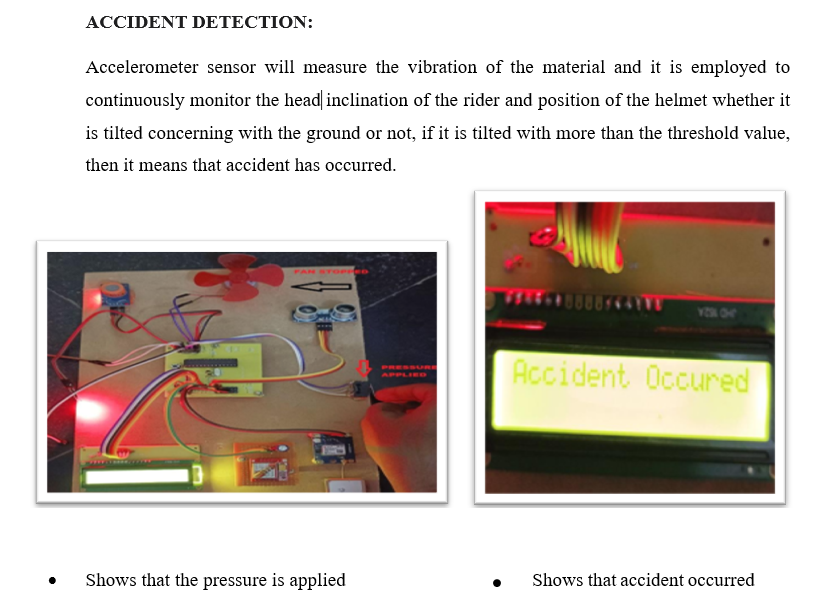 ACCIDENT DETECTION:
Accelerometer sensor will measure the vibration of the material and it is employed to
continuously monitor the head inclination of the rider and position of the helmet whether it
is tilted concerning with the ground or not, if it is tilted with more than the threshold value,
then it means that accident has occurred.
FAN STOPPED
PRESSURE
APPLIED
Accident Occured
• Shows that the pressure is applied
• Shows that accident occurred